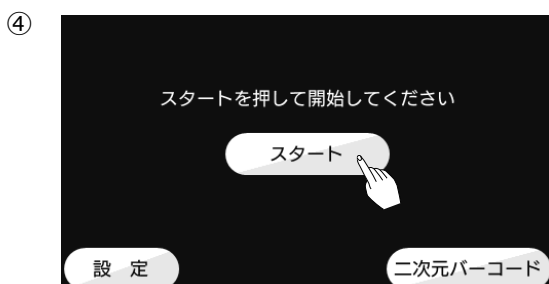 ④
スタートを押して開始してください
スタート
設　定
二次元バーコード